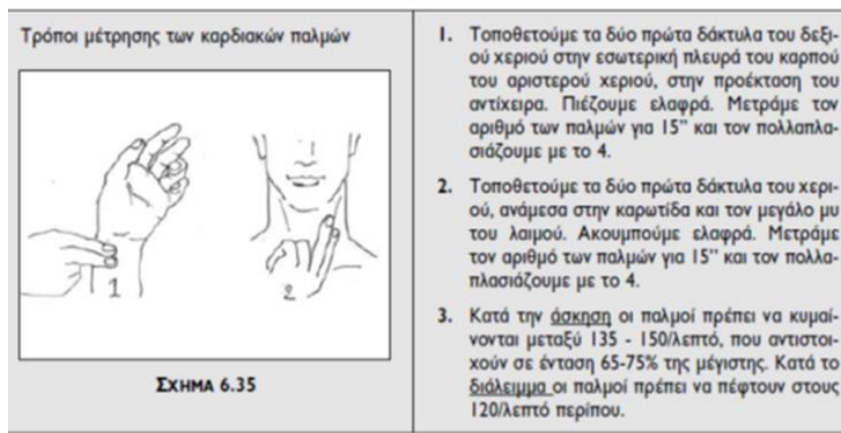 Τρόποι μέτρησης των καρδιακών παλμών
1
2
ΣΧΗΜΑ 6.35
1. Τοποθετούμε τα δύο πρώτα δάκτυλα του δεξι-
ού χεριού στην εσωτερική πλευρά του καρπού
του αριστερού χεριού, στην προέκταση του
αντίχειρα. Πιέζουμε ελαφρά. Μετράμε τον
αριθμό των παλμών για 15" και τον πολλαπλα-
σιάζουμε με το 4.
2. Τοποθετούμε τα δύο πρώτα δάκτυλα του χερι-
ού, ανάμεσα στην καρωτίδα και τον μεγάλο μυ
του λαιμού. Ακουμπούμε ελαφρά. Μετράμε
τον αριθμό των παλμών για 15" και τον πολλα-
πλασιάζουμε με το 4.
3. Κατά την άσκηση οι παλμοί πρέπει να κυμαί-
νονται μεταξύ 135 - 150/λεπτό, που αντιστοι-
χούν σε ένταση 65-75% της μέγιστης. Κατά το
διάλειμμα οι παλμοί πρέπει να πέφτουν στους
120/λεπτό περίπου.